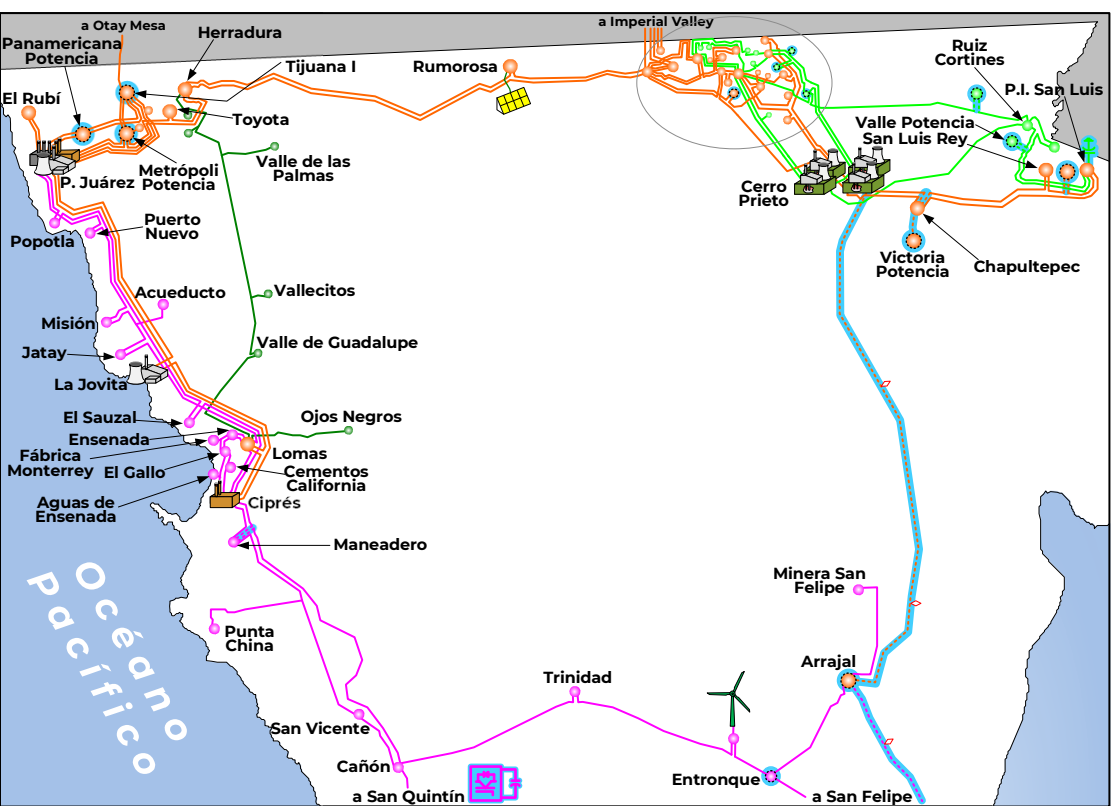 a Otay Mesa
a Imperial Valley
Herradura
Panamericana
Potencia
Tijuana I
Rumorosa
Ruiz
Cortines
El Rubí
P.I. San Luis
Toyota
Valle Potencia
San Luis Rey
Valle de las
Palmas
Metrópoli
Potencia
P. Juárez
Cerro
Prieto
Puerto
Nuevo
Popotla
Victoria
Potencia
Chapultepec
Acueducto
Vallecitos
Misión
Valle de Guadalupe
Jatay
La Jovita
El Sauzal
Ojos Negros
Ensenada
Fábrica
Monterrey
El Gallo
Lomas
Cementos
California
Aguas de
Ensenada
Ciprés
Maneadero
Océano
Pacífico
Minera San
Felipe
Punta
China
Arrajal
Trinidad
San Vicente
Cañón
Entronque
a San Quintín
a San Felipe